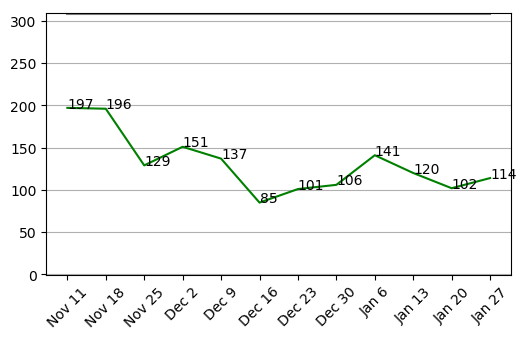 300
250
200
150
100
50
0
197
196
129
151
137
85
101
106
141
120
102
114
Nov 11
Nov 18
Nov 25
Dec 2
Dec 9
Dec 16
Dec 23
Dec 30
Jan 6
Jan 13
Jan 20
Jan 27